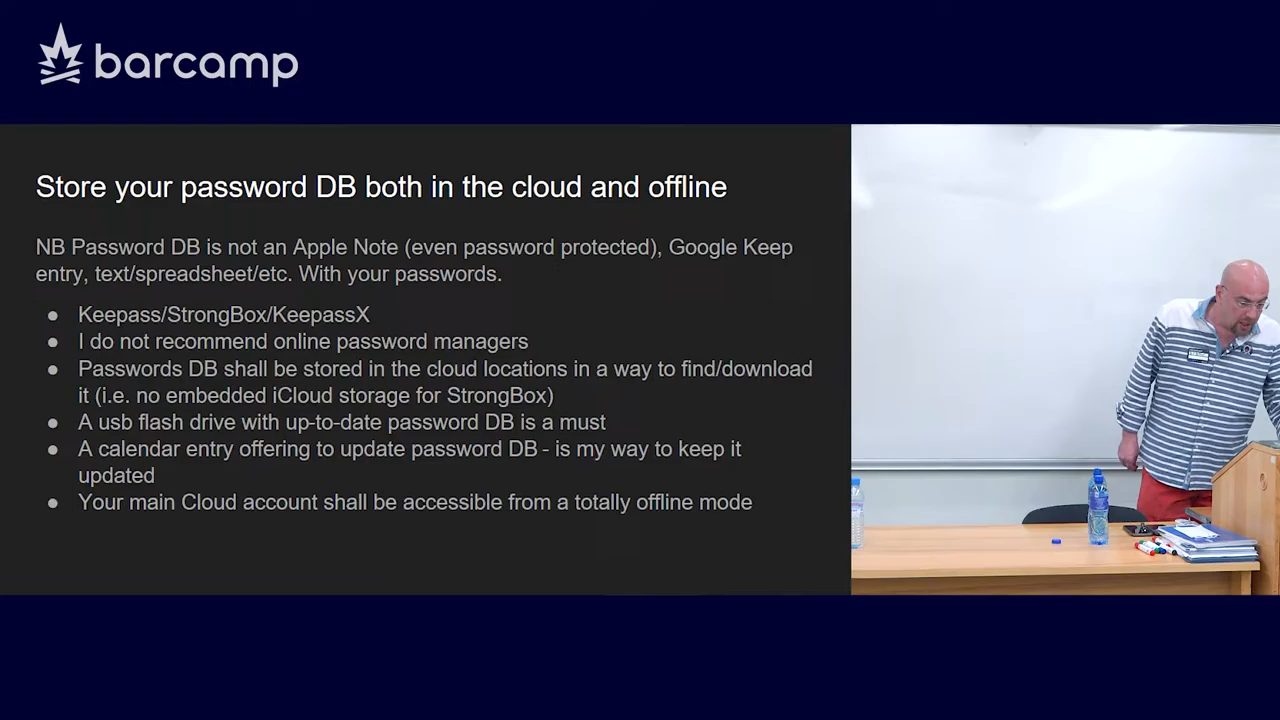 barcamp
Store your password DB both in the cloud and offline
NB Password DB is not an Apple Note (even password protected), Google Keep
entry, text/spreadsheet/etc. With your passwords.
● Keepass/StrongBox/KeepassX
● I do not recommend online password managers
● Passwords DB shall be stored in the cloud locations in a way to find/download
it (i.e. no embedded iCloud storage for StrongBox)
● A usb flash drive with up-to-date password DB is a must
● A calendar entry offering to update password DB - is my way to keep it
updated
● Your main Cloud account shall be accessible from a totally offline mode